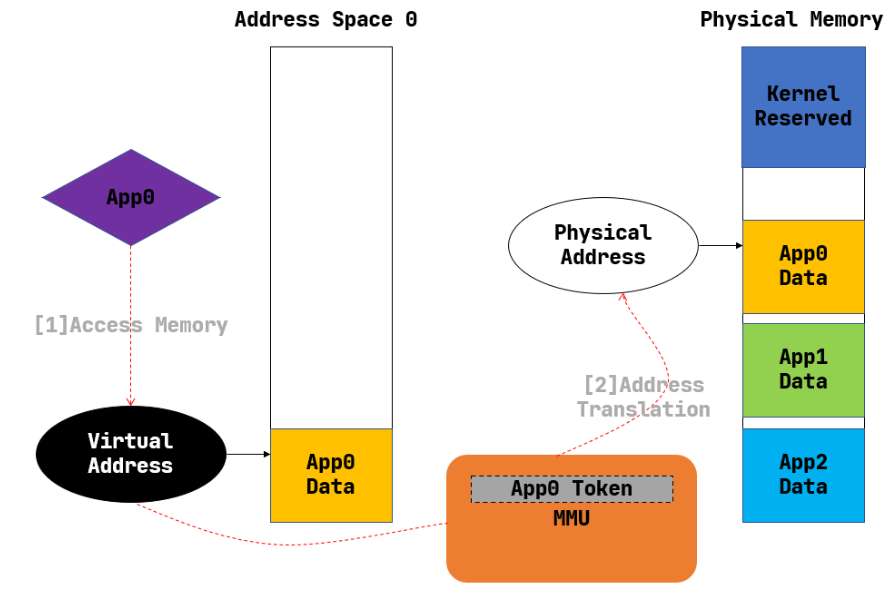 Address Space 0
Physical Memory
Kernel
Reserved
App0
Physical
Address
App0
Data
[1]Access Memory
App1
Data
[2]Address
Translation
Virtual
Address
App0
Data
App2
Data
App0 Token
MMU